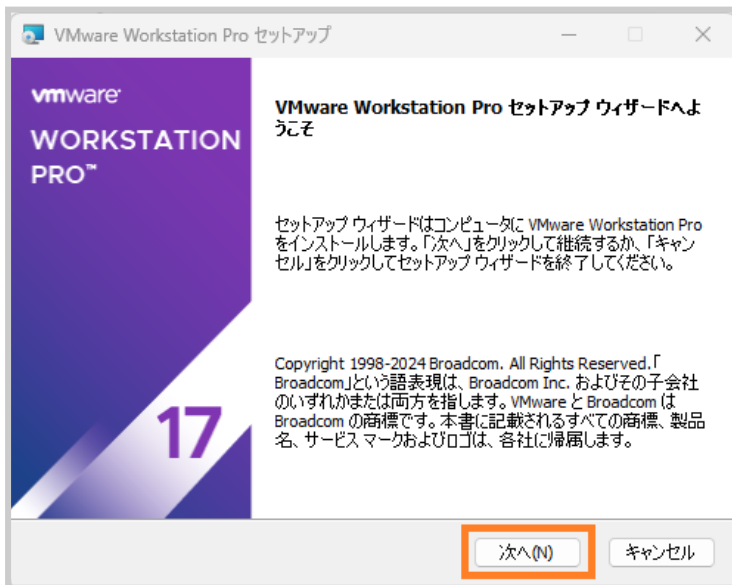 VMware Workstation Pro セットアップ
vmware
WORKSTATION
PRO™
17
VMware Workstation Pro セットアップ ウィザードへよ
うこそ
セットアップ ウィザードはコンピュータに VMware Workstation Pro
をインストールします。「次へ」をクリックして継続するか、「キャン
セル」をクリックしてセットアップ ウィザードを終了してください。
Copyright 1998-2024 Broadcom. All Rights Reserved.「
Broadcom」という語表現は、Broadcom Inc. およびその子会社
のいずれかまたは両方を指します。VMware と Broadcom は
Broadcom の商標です。本書に記載されるすべての商標、製品
名、サービス マークおよびロゴは、各社に帰属します。
次へ(N)
キャンセル